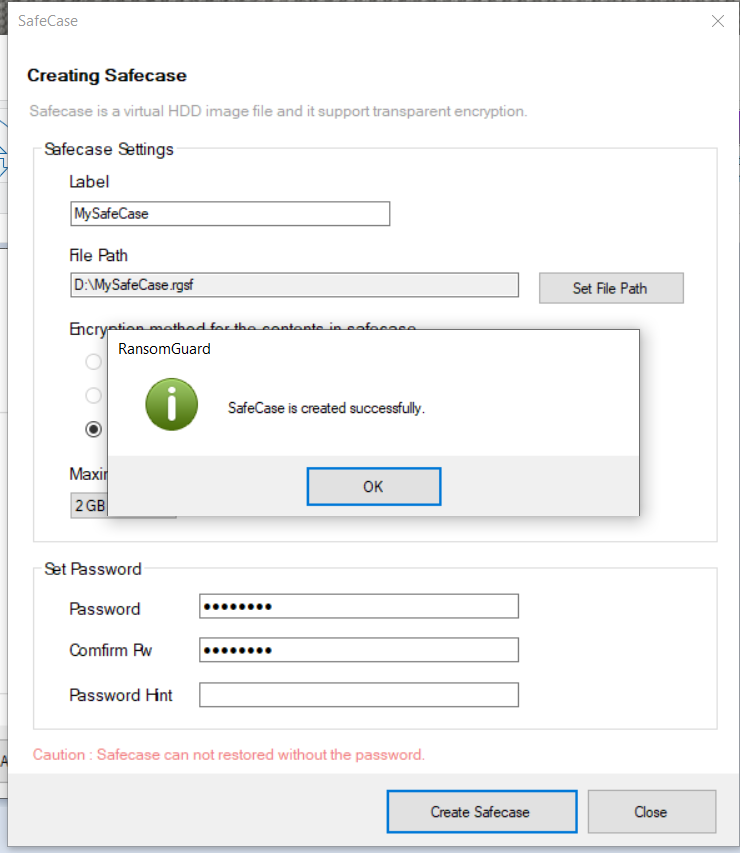 SafeCase
Creating Safecase
Safecase is a virtual HDD image file and it support transparent encryption.
Safecase Settings
Label
MySafeCase
File Path
D:\MySafeCase.rgsf
Set File Path
Encryption method for the contents in safecase
RansomGuard
SafeCase is created successfully.
OK
2 GB
Set Password
Password
Comfirm Pw
Password Hint
Caution : Safecase can not restored without the password.
Create Safecase
Close